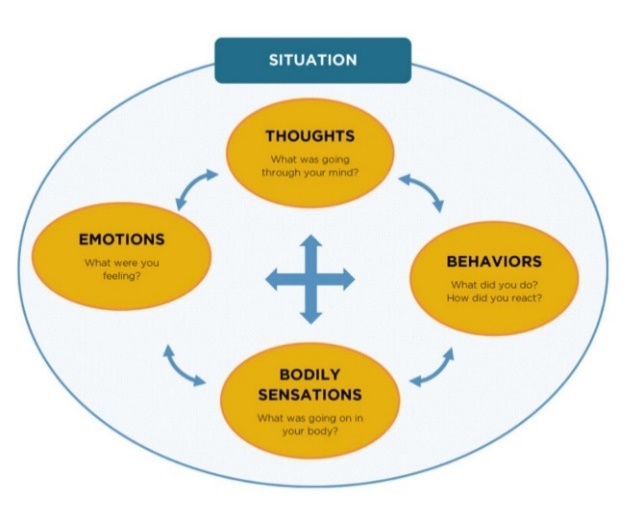 SITUATION
THOUGHTS
What was going
through your mind?
EMOTIONS
What were you
feeling?
BEHAVIORS
What did you do?
How did you react?
BODILY
SENSATIONS
What was going on in
your body?